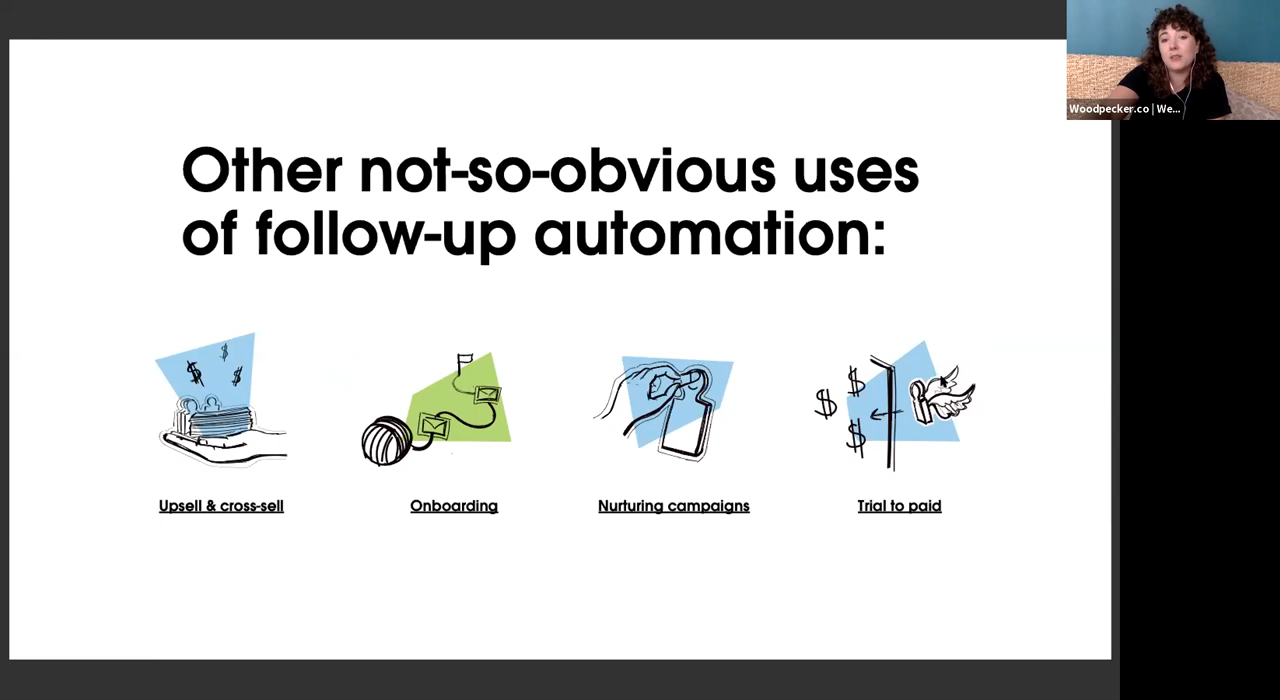 Woodpecker.co | We...
Other not-so-obvious uses
of follow-up automation:
$ $ $
$ $ $
Upsell & cross-sell
Onboarding
Nurturing campaigns
Trial to paid